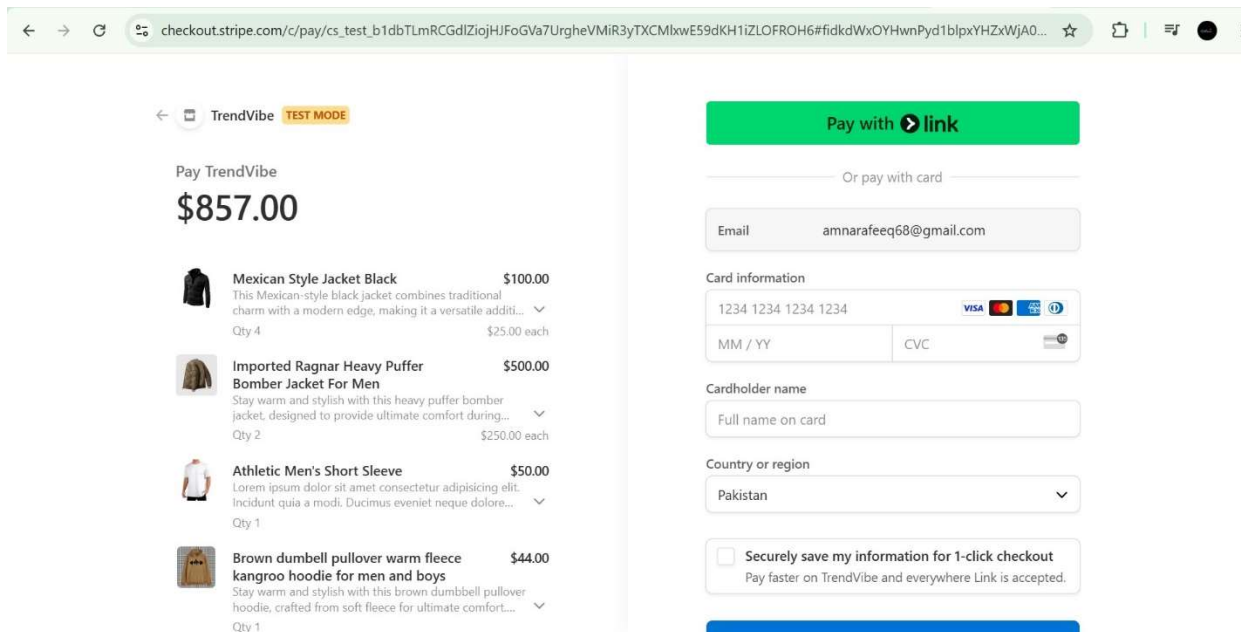 checkout.stripe.com/c/pay/cs_test_b1dbTLmRCGdlZiojHJFoGVa7UrgheVMiR3yTXCMlxwE59dKH1iZLOFROH6#fidkdWxOYHwnPyd1blpxYHZxWjA0...
TrendVibe TEST MODE
Pay TrendVibe
$857.00
Mexican Style Jacket Black $100.00
This Mexican-style black jacket combines traditional
charm with a modern edge, making it a versatile additi...
Qty 4 $25.00 each
Imported Ragnar Heavy Puffer $500.00
Bomber Jacket For Men
Stay warm and stylish with this heavy puffer bomber
jacket, designed to provide ultimate comfort during...
Qty 2 $250.00 each
Athletic Men's Short Sleeve $50.00
Lorem ipsum dolor sit amet consectetur adipisicing elit.
Incidunt quia a modi. Ducimus eveniet neque dolore...
Qty 1
Brown dumbell pullover warm fleece $44.00
kangroo hoodie for men and boys
Stay warm and stylish with this brown dumbbell pullover
hoodie, crafted from soft fleece for ultimate comfort....
Qty 1
Pay with link
Or pay with card
Email amnarafeeq68@gmail.com
Card information
1234 1234 1234 1234 VISA
MM / YY CVC
Cardholder name
Full name on card
Country or region
Pakistan
Securely save my information for 1-click checkout
Pay faster on TrendVibe and everywhere Link is accepted.